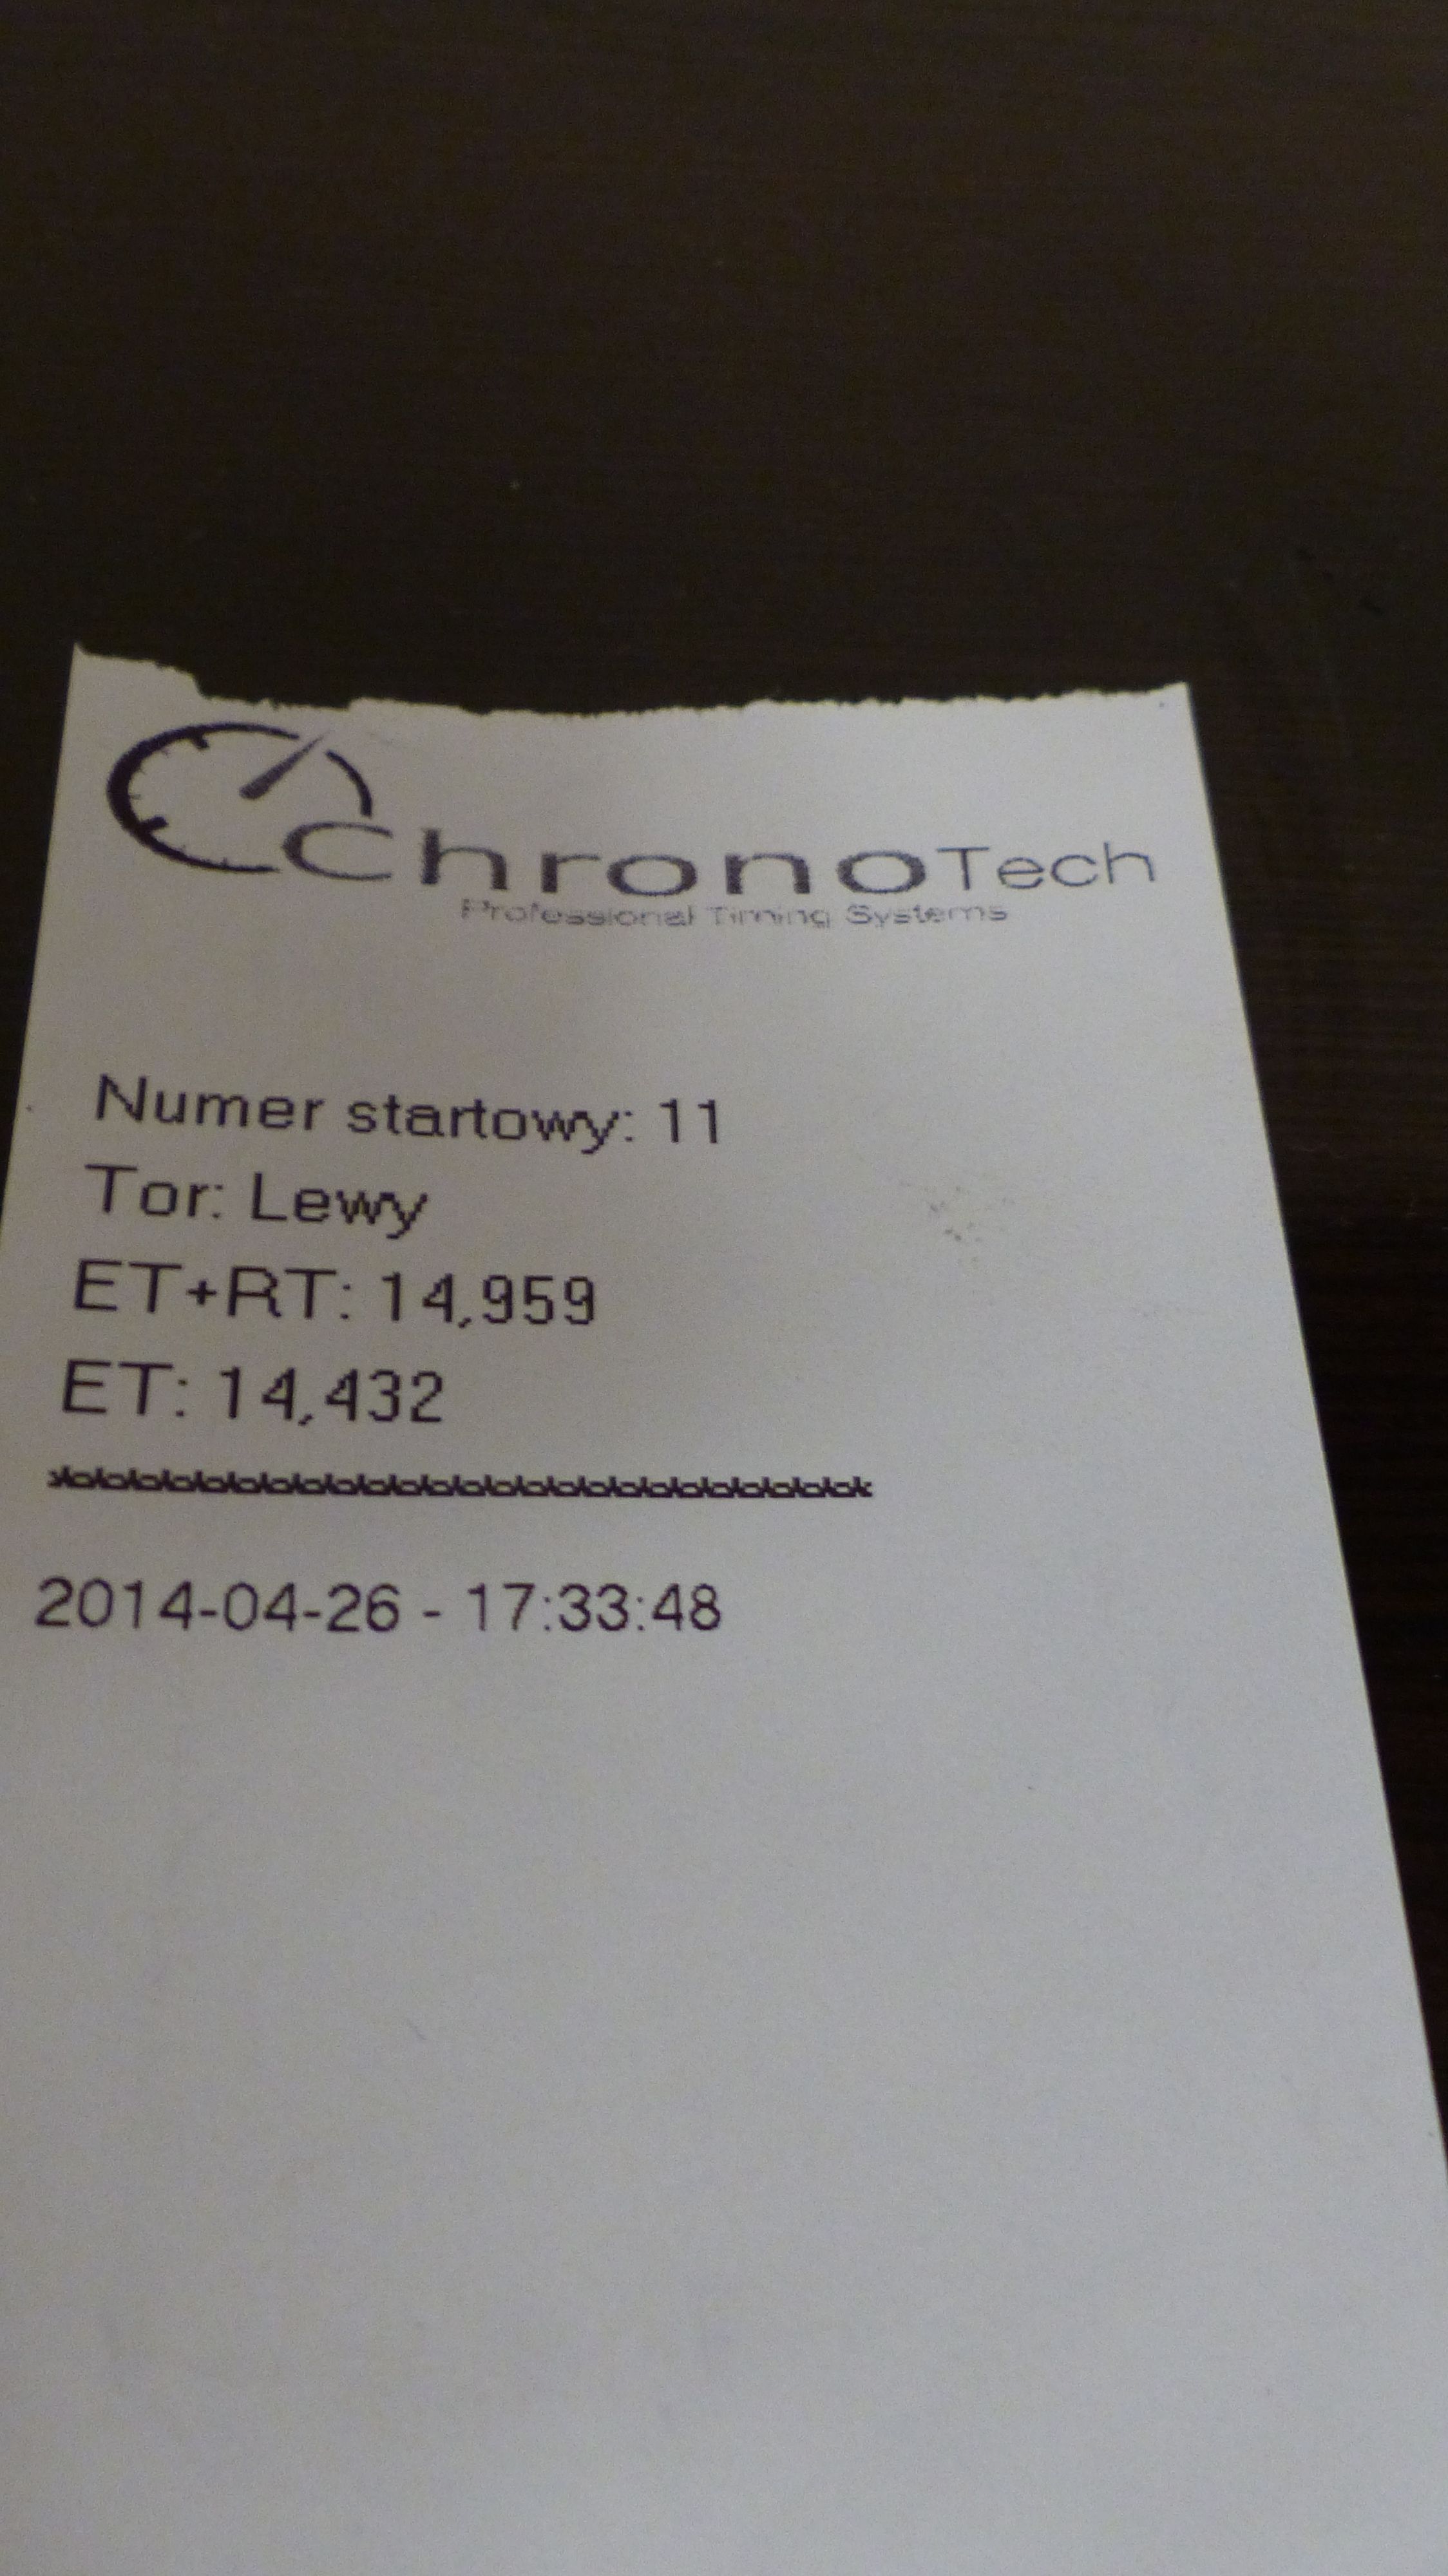 ChronoTech
Professional Timing Systems
Numer startowy: 11
Tor: Lewy
ET+RT: 14,959
ET: 14,432
2014-04-26 - 17:33:48